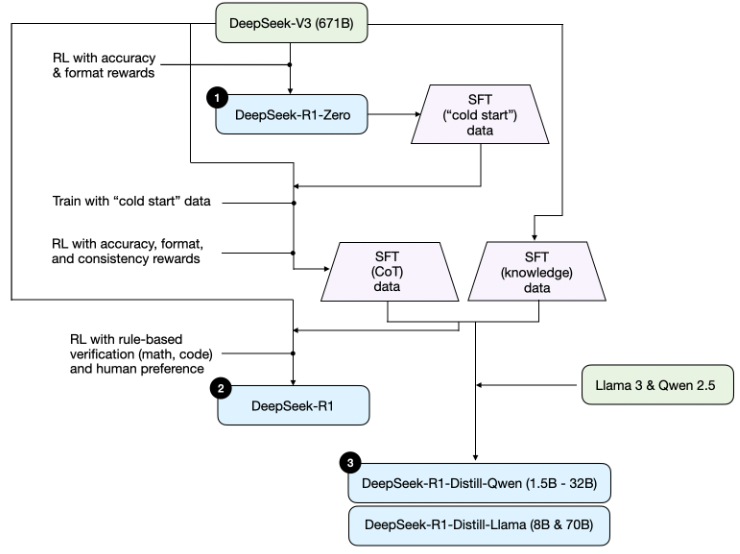 DeepSeek-V3 (671B)
RL with accuracy
& format rewards
1
DeepSeek-R1-Zero
SFT
(“cold start”)
data
Train with “cold start” data
RL with accuracy, format,
and consistency rewards
SFT
(CoT)
data
SFT
(knowledge)
data
RL with rule-based
verification (math, code)
and human preference
2
DeepSeek-R1
Llama 3 & Qwen 2.5
3
DeepSeek-R1-Distill-Qwen (1.5B - 32B)
DeepSeek-R1-Distill-Llama (8B & 70B)